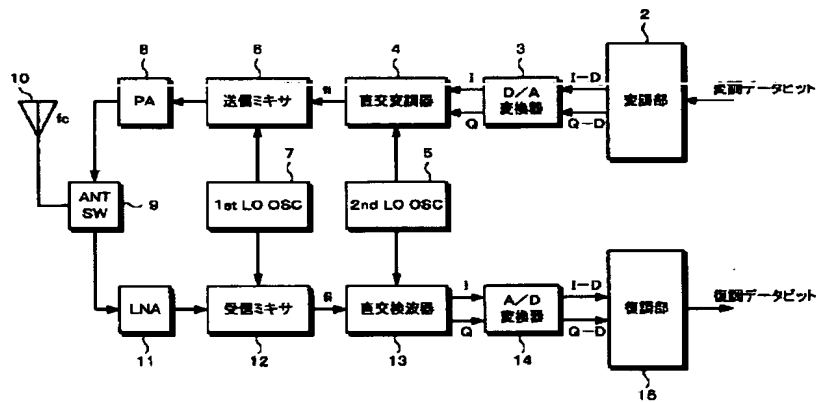 2
8
6
4
3
10
PA
送信ミキサ
fi
直交変調器
I
Q
D/A
変換器
I-D
Q-D
変調部
変調データビット
fc
7
5
ANT
SW
9
1st LO OSC
2nd LO OSC
LNA
受信ミキサ
fi
直交検波器
I
Q
A/D
変換器
I-D
Q-D
復調部
復調データビット
11
12
13
14
15